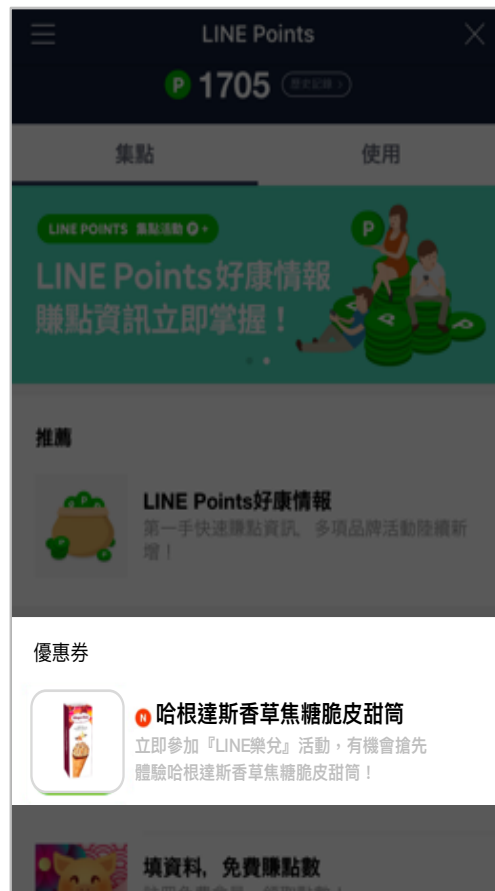 LINE Points
P 1705 歷史記錄 >
集點 使用
LINE POINTS 集點活動 P +
P
LINE Points好康情報
賺點資訊立即掌握！
推薦
LINE Points好康情報
第一手快速賺點資訊，多項品牌活動陸續新
增！
優惠券
N 哈根達斯香草焦糖脆皮甜筒
立即參加『LINE樂兌』活動，有機會搶先
體驗哈根達斯香草焦糖脆皮甜筒！
填資料，免費賺點數